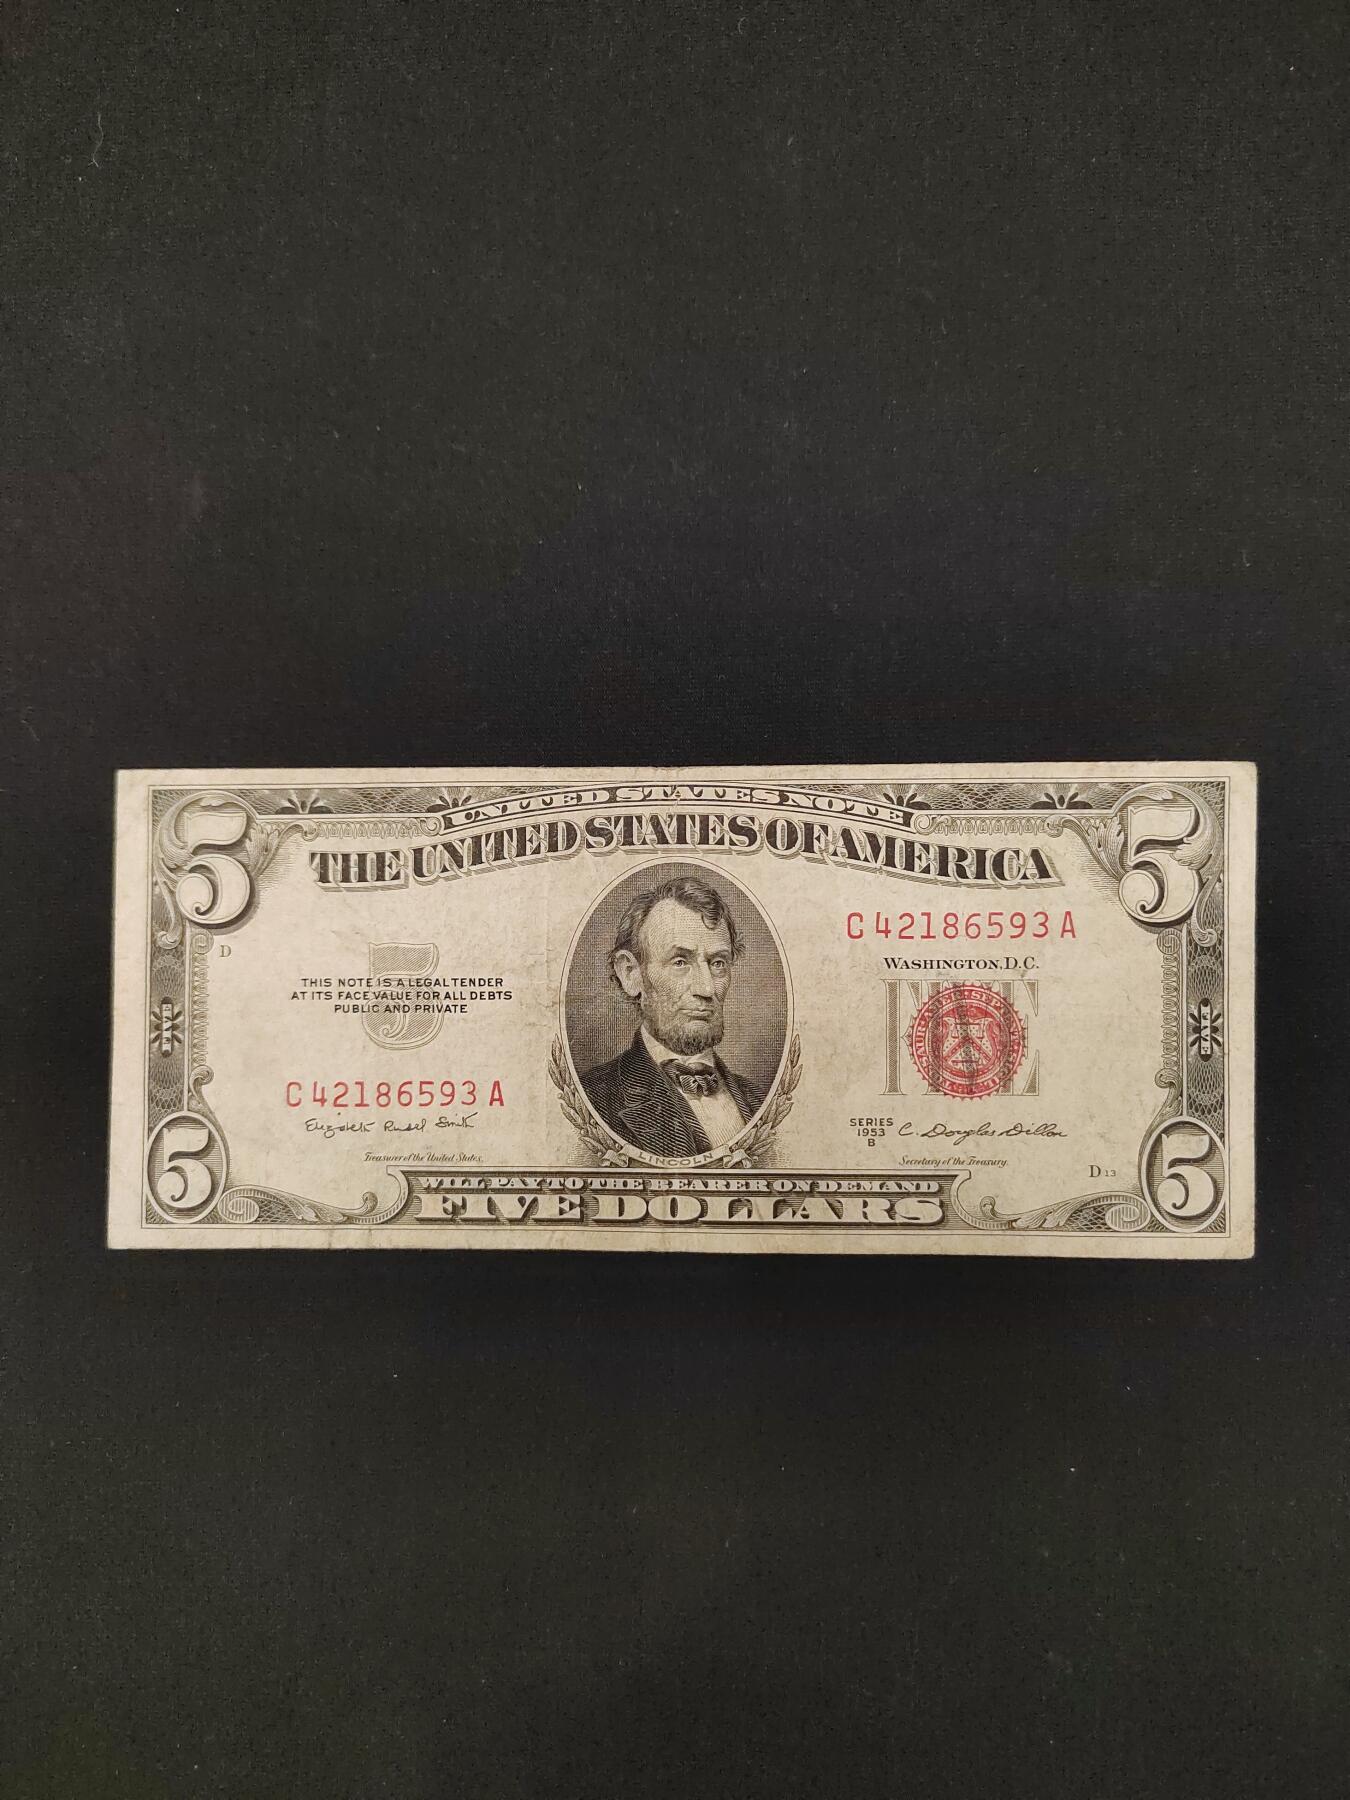 5 UNITED STATES NOTE 5
THE UNITED STATES OF AMERICA
C 42186593 A
WASHINGTON, D.C.
D
5
THIS NOTE IS A LEGAL TENDER
AT ITS FACE VALUE FOR ALL DEBTS
PUBLIC AND PRIVATE
FIVE
FIVE
C 42186593 A
Elizabeth Rudel Smith
Treasurer of the United States.
LINCOLN
SERIES
1953
B
C. Douglas Dillon
Secretary of the Treasury.
D 13
5 WILL PAY TO THE BEARER ON DEMAND 5
FIVE DOLLARS